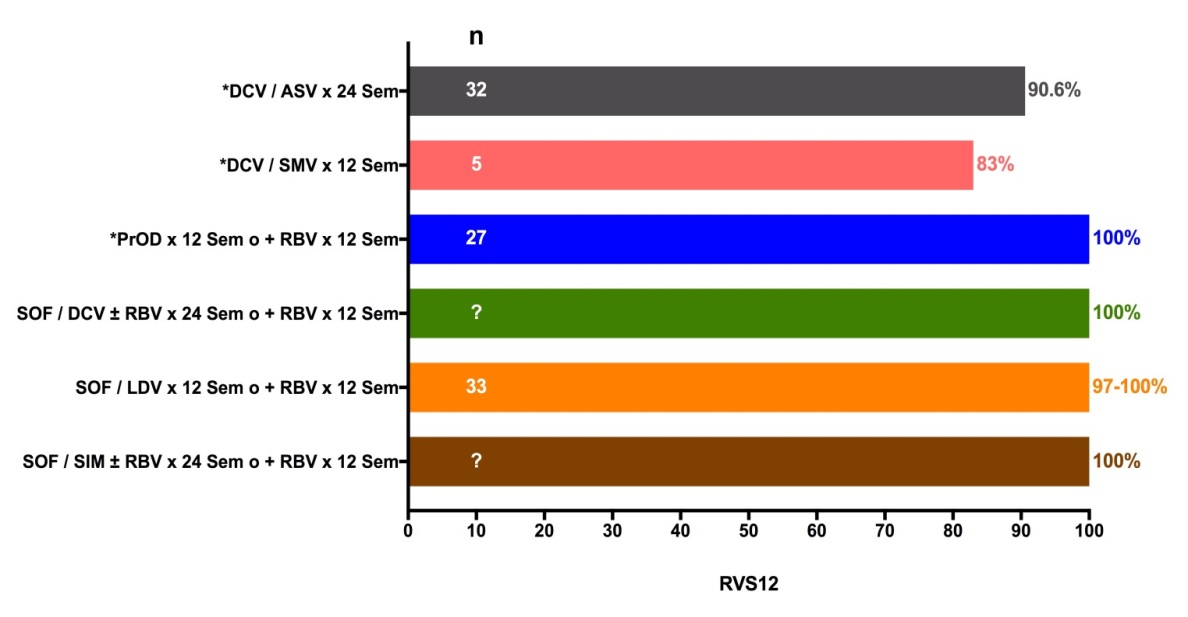 n
*DCV / ASV x 24 Sem 32 90.6%
*DCV / SMV x 12 Sem 5 83%
*PrOD x 12 Sem o + RBV x 12 Sem 27 100%
SOF / DCV ± RBV x 24 Sem o + RBV x 12 Sem ? 100%
SOF / LDV x 12 Sem o + RBV x 12 Sem 33 97-100%
SOF / SIM ± RBV x 24 Sem o + RBV x 12 Sem ? 100%
0 10 20 30 40 50 60 70 80 90 100
RVS12